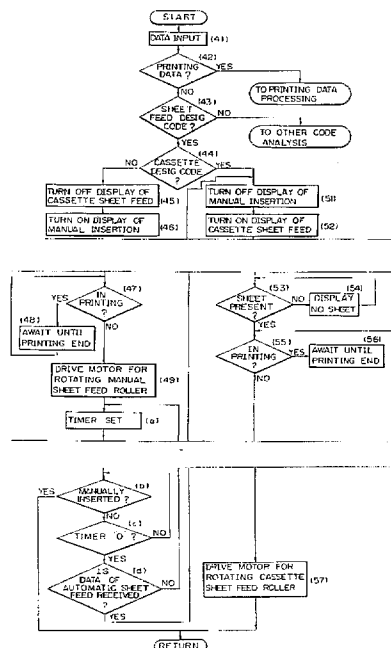 START
DATA INPUT (41)
(42)
PRINTING DATA ?
YES
NO
TO PRINTING DATA PROCESSING
(43)
SHEET FEED DESIG CODE ?
NO
YES
TO OTHER CODE ANALYSIS
(44)
NO
CASSETTE DESIG CODE ?
YES
TURN OFF DISPLAY OF CASSETTE SHEET FEED
(45)
TURN OFF DISPLAY OF MANUAL INSERTION
(51)
TURN ON DISPLAY OF MANUAL INSERTION
(46)
TURN ON DISPLAY OF CASSETTE SHEET FEED
(52)
(47)
YES
IN PRINTING ?
NO
(48)
AWAIT UNTIL PRINTING END
DRIVE MOTOR FOR ROTATING MANUAL SHEET FEED ROLLER
(49)
TIMER SET
(a)
(53)
SHEET PRESENT ?
NO
(54)
DISPLAY NO SHEET
YES
(55)
IN PRINTING ?
YES
(56)
AWAIT UNTIL PRINTING END
NO
(b)
YES
MANUALLY INSERTED ?
NO
(c)
TIMER "0" ?
NO
YES
(d)
IS DATA OF AUTOMATIC SHEET FEED RECEIVED ?
NO
YES
DRIVE MOTOR FOR ROTATING CASSETTE SHEET FEED ROLLER
(57)
RETURN